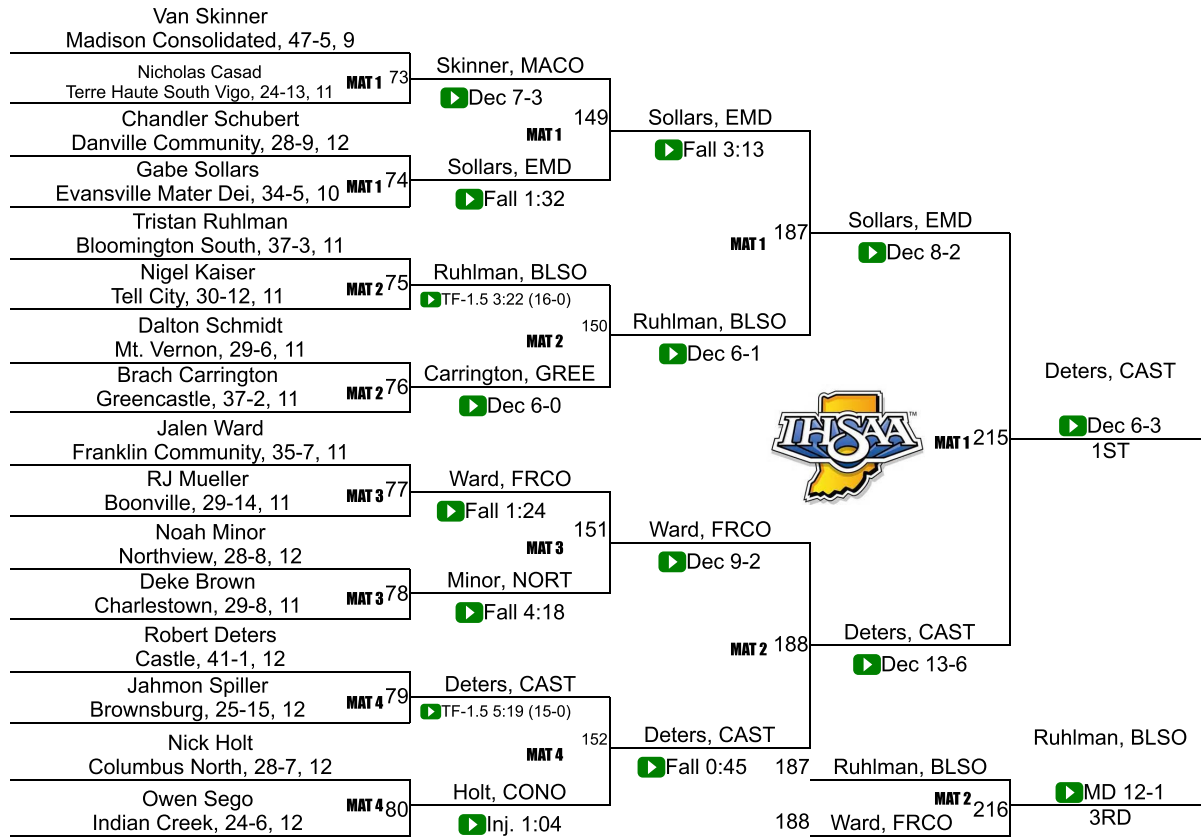 Van Skinner
Madison Consolidated, 47-5, 9
Nicholas Casad
Terre Haute South Vigo, 24-13, 11
MAT 1 73
Skinner, MACO
Dec 7-3
Chandler Schubert
Danville Community, 28-9, 12
MAT 1 149
Sollars, EMD
Fall 3:13
Gabe Sollars
Evansville Mater Dei, 34-5, 10
MAT 1 74
Sollars, EMD
Fall 1:32
Tristan Ruhlman
Bloomington South, 37-3, 11
MAT 1 187
Sollars, EMD
Dec 8-2
Nigel Kaiser
Tell City, 30-12, 11
MAT 2 75
Ruhlman, BLSO
TF-1.5 3:22 (16-0)
Dalton Schmidt
Mt. Vernon, 29-6, 11
MAT 2 150
Ruhlman, BLSO
Dec 6-1
Brach Carrington
Greencastle, 37-2, 11
MAT 2 76
Carrington, GREE
Dec 6-0
Jalen Ward
Franklin Community, 35-7, 11
IHSAA™
MAT 1 215
Deters, CAST
Dec 6-3
1ST
RJ Mueller
Boonville, 29-14, 11
MAT 3 77
Ward, FRCO
Fall 1:24
Noah Minor
Northview, 28-8, 12
MAT 3 151
Ward, FRCO
Dec 9-2
Deke Brown
Charlestown, 29-8, 11
MAT 3 78
Minor, NORT
Fall 4:18
Robert Deters
Castle, 41-1, 12
MAT 2 188
Deters, CAST
Dec 13-6
Jahmon Spiller
Brownsburg, 25-15, 12
MAT 4 79
Deters, CAST
TF-1.5 5:19 (15-0)
Nick Holt
Columbus North, 28-7, 12
MAT 4 152
Deters, CAST
Fall 0:45
Owen Sego
Indian Creek, 24-6, 12
MAT 4 80
Holt, CONO
Inj. 1:04
187 Ruhlman, BLSO
MAT 2 216
188 Ward, FRCO
Ruhlman, BLSO
MD 12-1
3RD